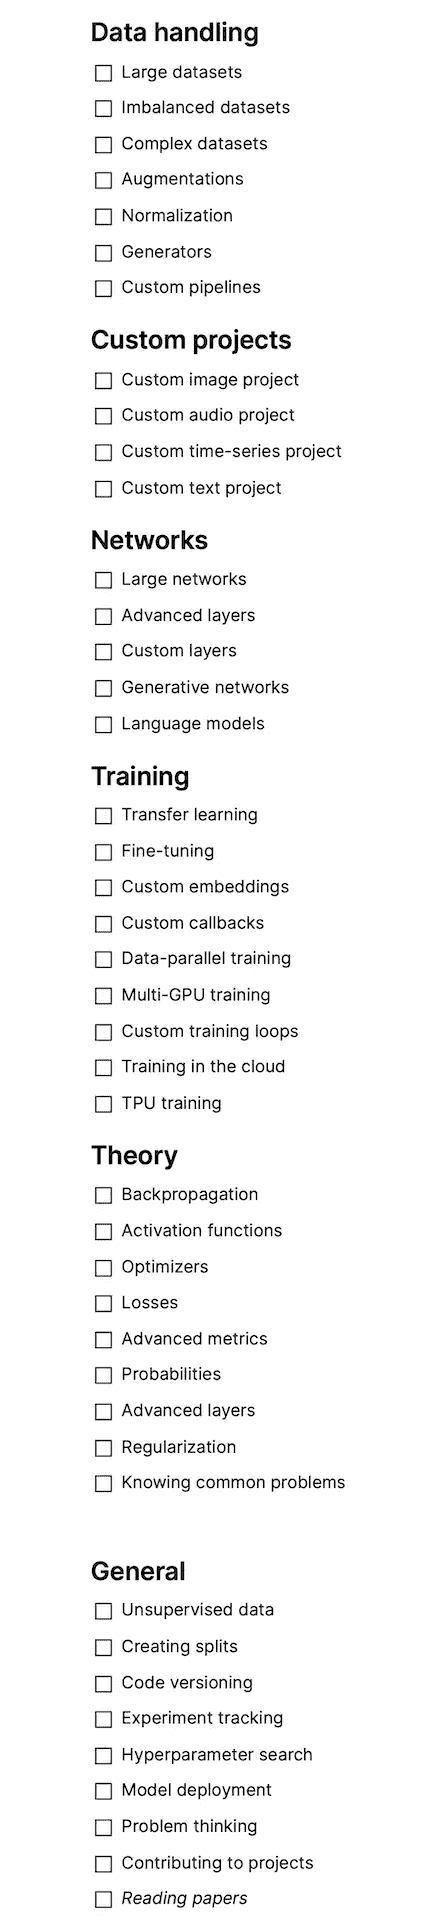 Data handling
Large datasets
Imbalanced datasets
Complex datasets
Augmentations
Normalization
Generators
Custom pipelines
Custom projects
Custom image project
Custom audio project
Custom time-series project
Custom text project
Networks
Large networks
Advanced layers
Custom layers
Generative networks
Language models
Training
Transfer learning
Fine-tuning
Custom embeddings
Custom callbacks
Data-parallel training
Multi-GPU training
Custom training loops
Training in the cloud
TPU training
Theory
Backpropagation
Activation functions
Optimizers
Losses
Advanced metrics
Probabilities
Advanced layers
Regularization
Knowing common problems
General
Unsupervised data
Creating splits
Code versioning
Experiment tracking
Hyperparameter search
Model deployment
Problem thinking
Contributing to projects
Reading papers